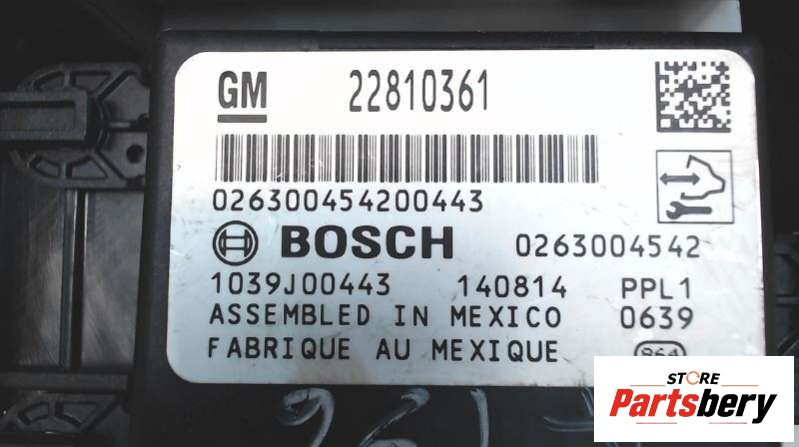 GM 22810361
026300454200443
BOSCH 0263004542
1039J00443 140814 PPL1
ASSEMBLED IN MEXICO 0639
FABRIQUE AU MEXIQUE
STORE
Partsbery